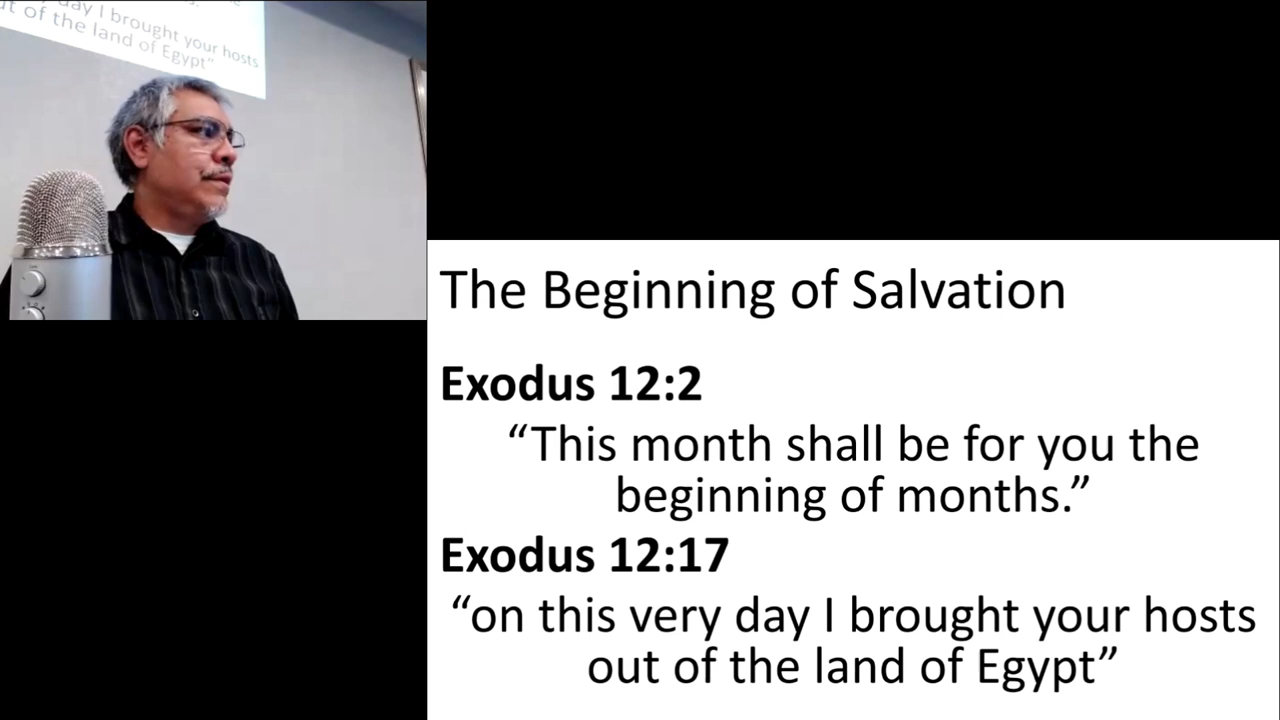 day I brought your hosts
out of the land of Egypt”
The Beginning of Salvation
Exodus 12:2
“This month shall be for you the
beginning of months.”
Exodus 12:17
“on this very day I brought your hosts
out of the land of Egypt”